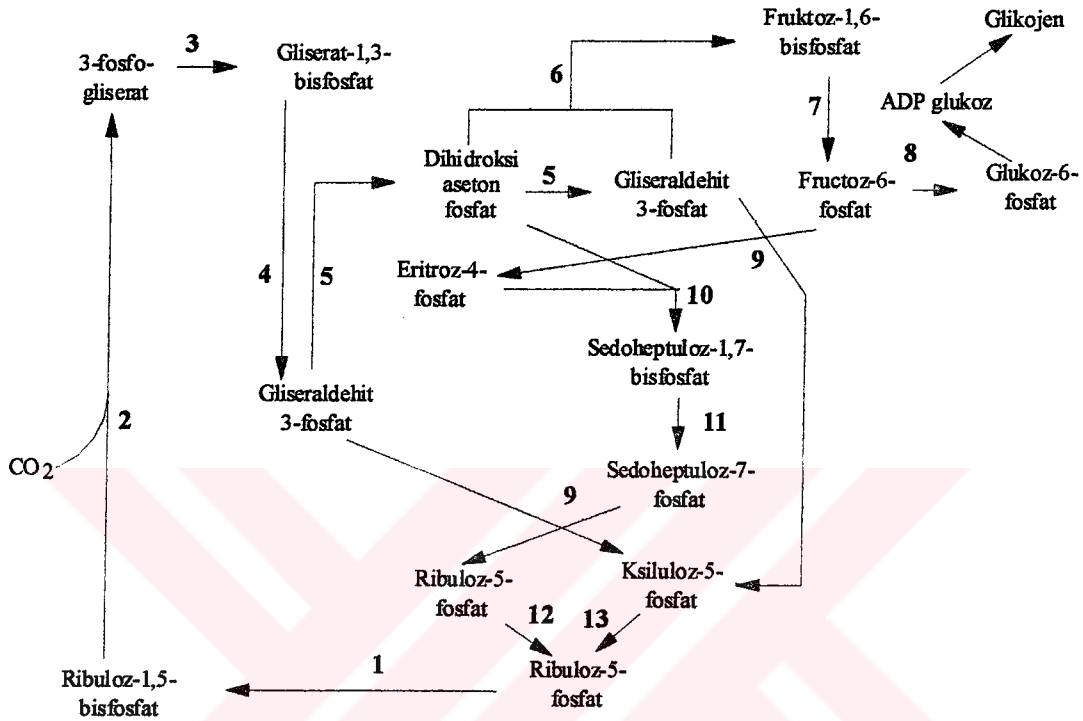 3-fosfo-
gliserat
3
Gliserat-1,3-
bisfosfat
Fruktoz-1,6-
bisfosfat
Glikojen
6
7
ADP glukoz
Dihidroksi
aseton
fosfat
5
Gliseraldehit
3-fosfat
Fructoz-6-
fosfat
8
Glukoz-6-
fosfat
4
5
Eritroz-4-
fosfat
9
10
Sedoheptuloz-1,7-
bisfosfat
Gliseraldehit
3-fosfat
2
11
CO2
Sedoheptuloz-7-
fosfat
9
Ribuloz-5-
fosfat
Ksiluloz-5-
fosfat
12
13
Ribuloz-5-
fosfat
1
Ribuloz-1,5-
bisfosfat